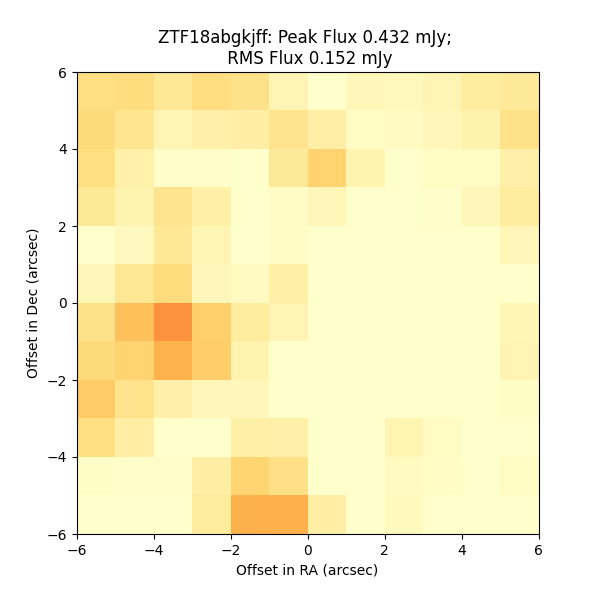 ZTF18abgkjff: Peak Flux 0.432 mJy;
RMS Flux 0.152 mJy
6
4
2
0
−2
−4
−6
Offset in Dec (arcsec)
−6 −4 −2 0 2 4 6
Offset in RA (arcsec)